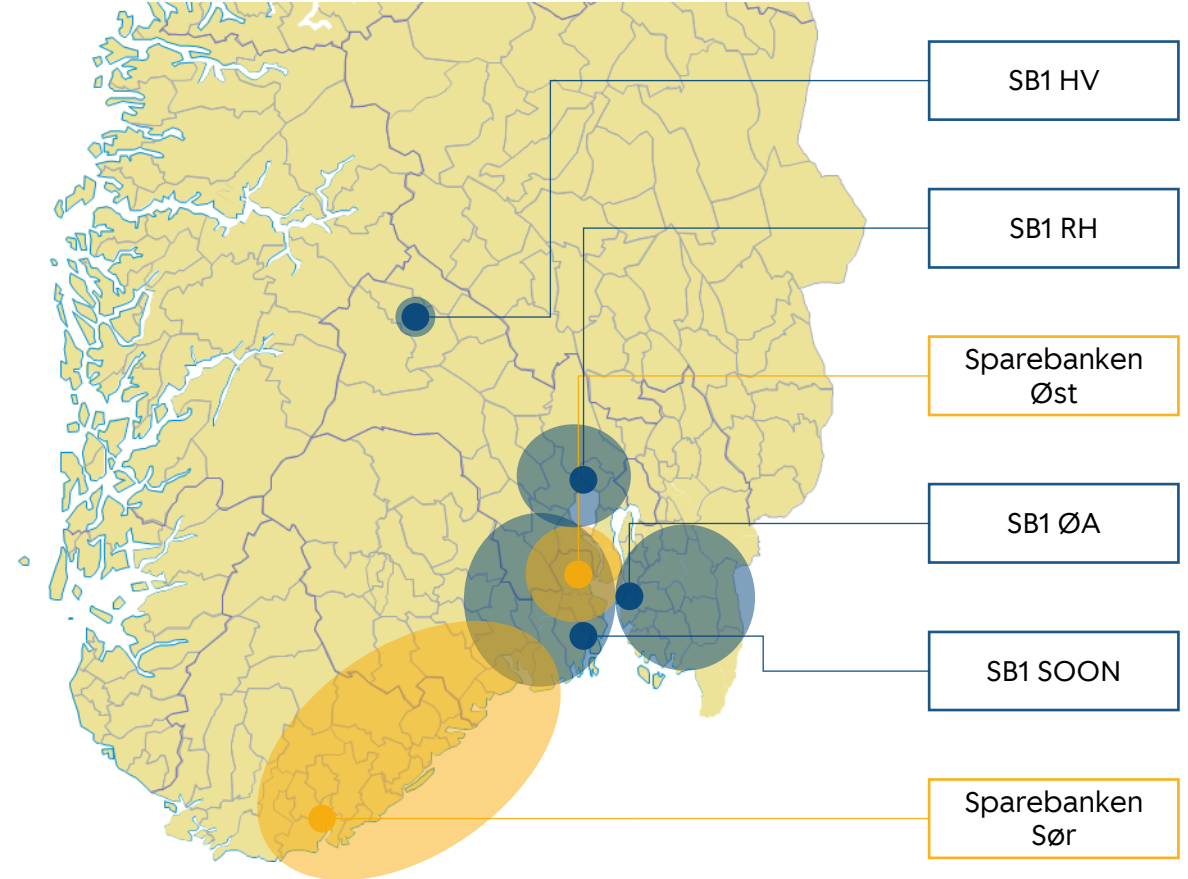 SB1 HV
SB1 RH
Sparebanken
Øst
SB1 ØA
SB1 SOON
Sparebanken
Sør